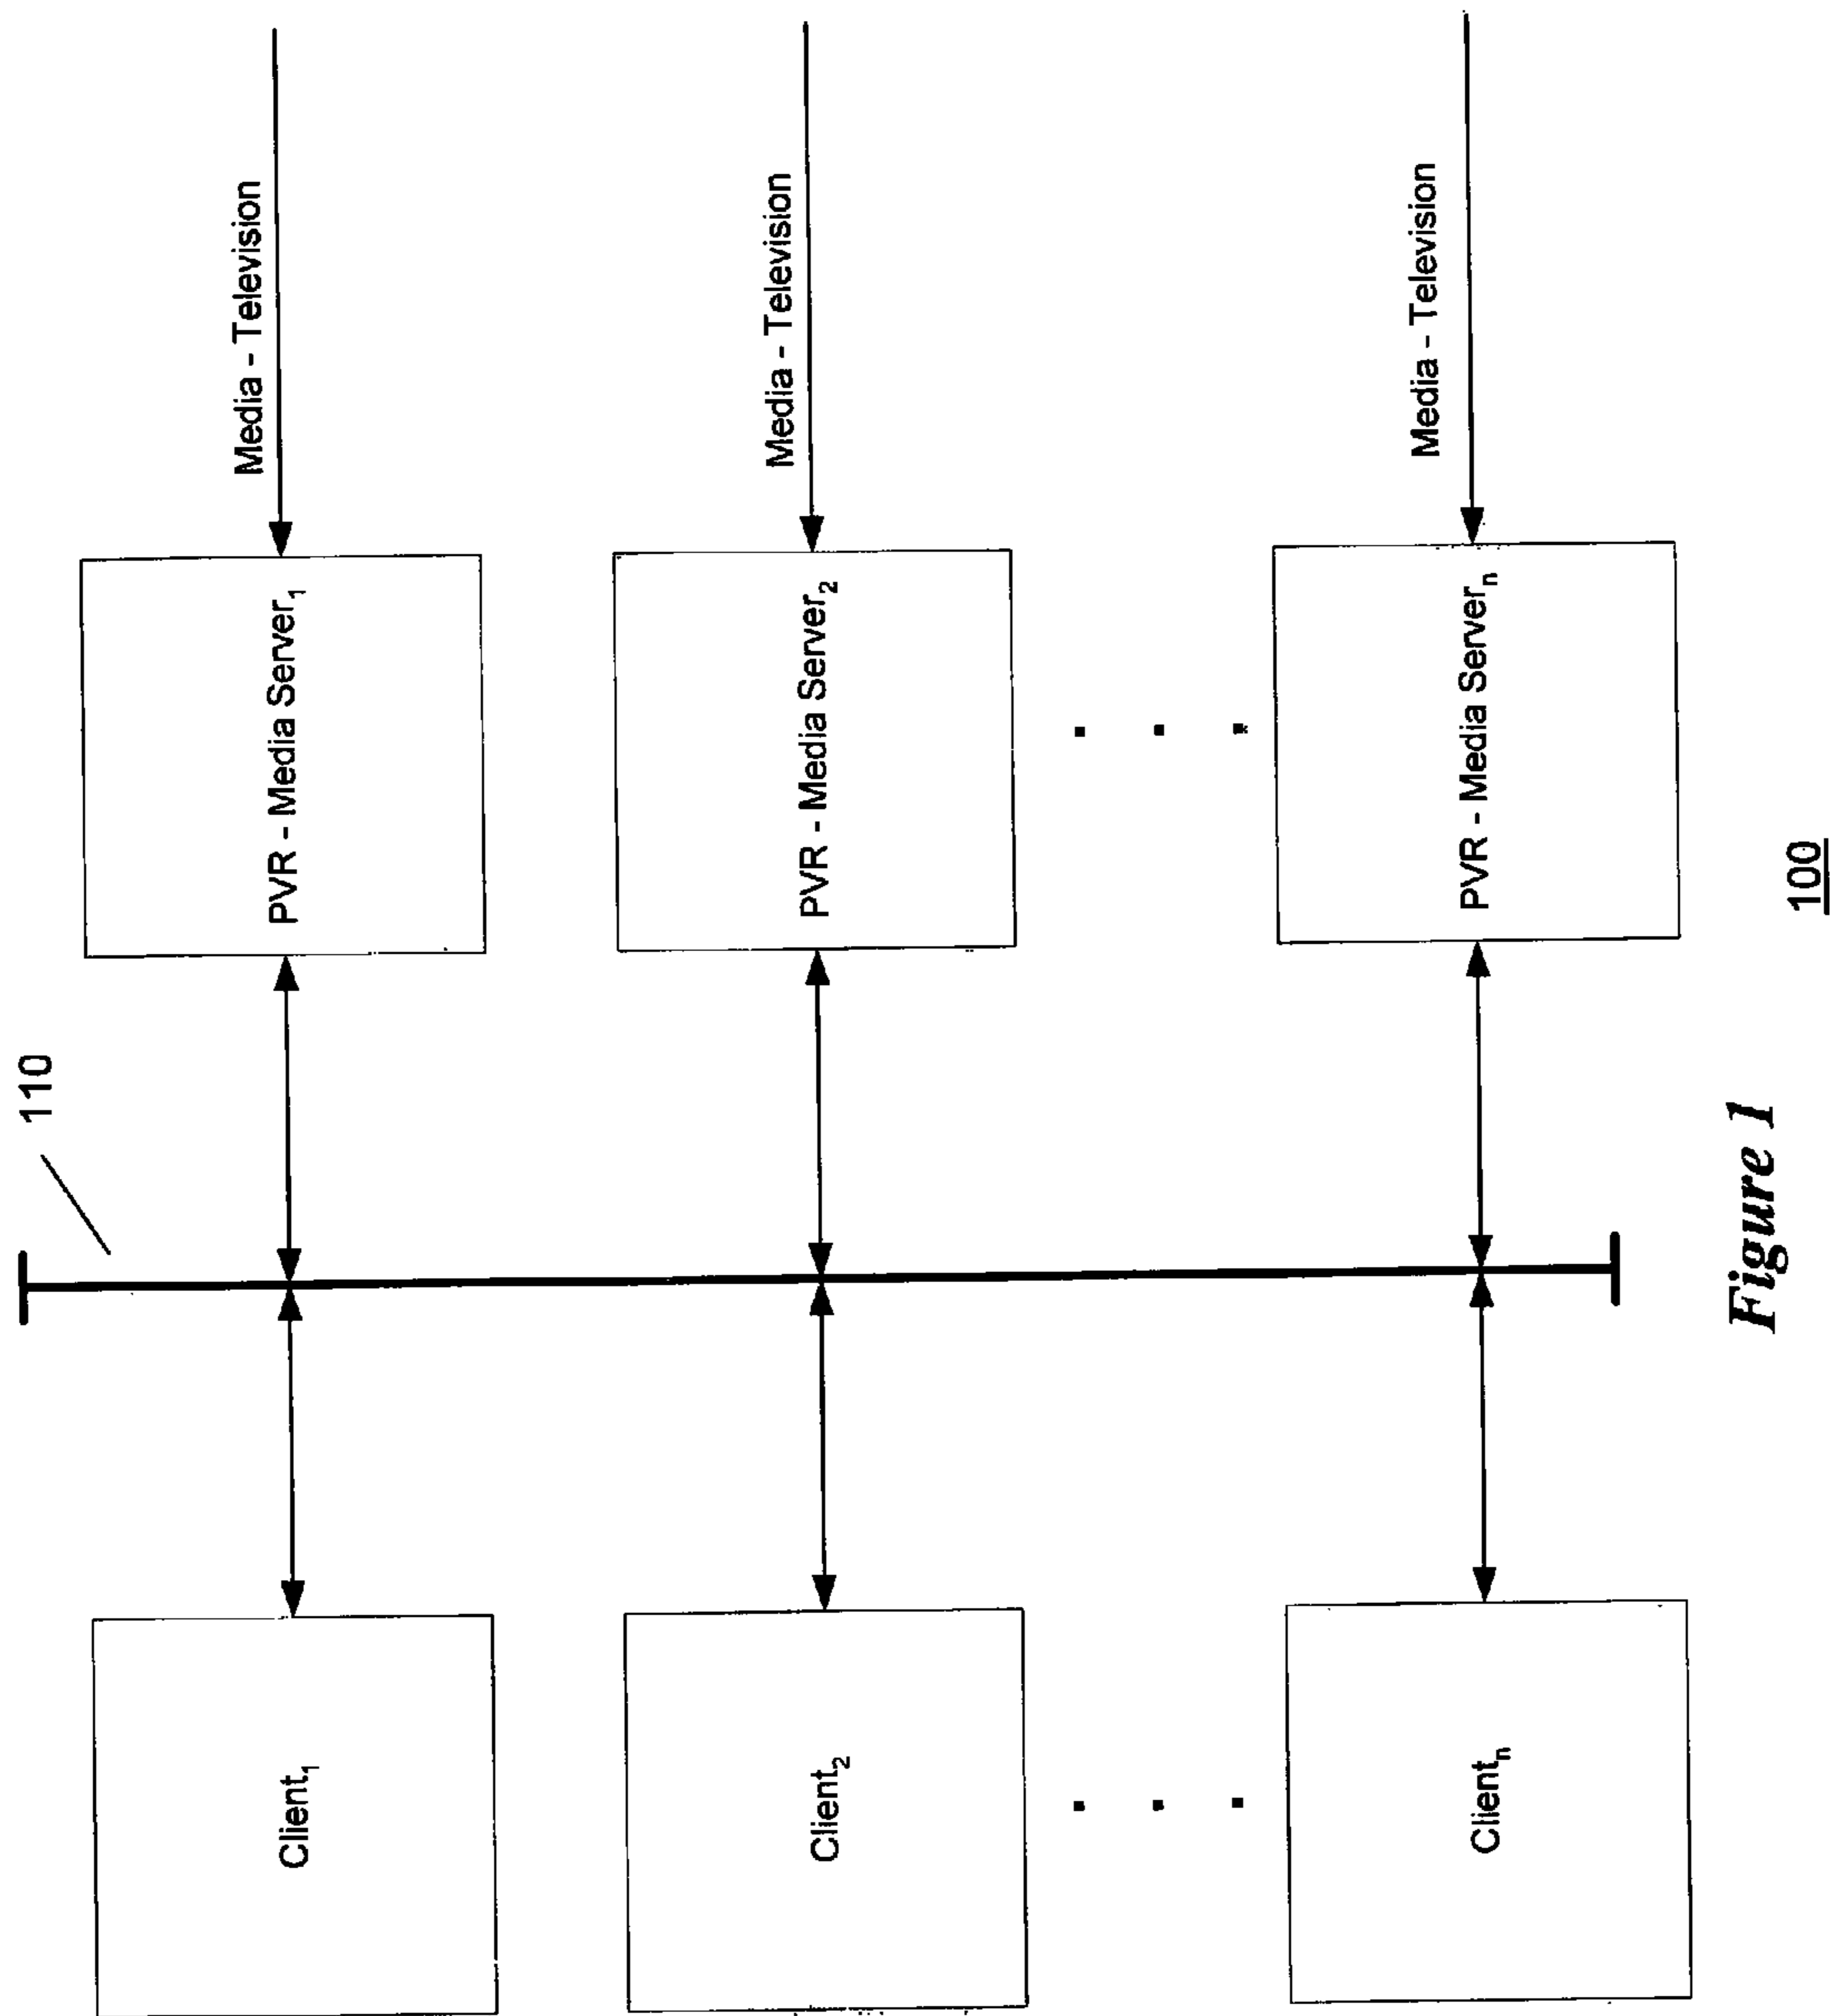 110
Client₁
PVR - Media Server₁
Media - Television
Client₂
PVR - Media Server₂
Media - Television
. . .
. . .
Clientₙ
PVR - Media Serverₙ
Media - Television
Figure 1
100